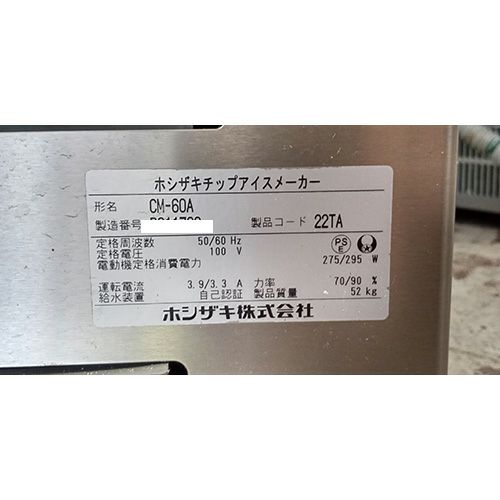 ホシザキチップアイスメーカー
形名 CM-60A
製造番号 製品コード 22TA
定格周波数 50/60 Hz
定格電圧 100 V
電動機定格消費電力 275/295 W
PS E
運転電流 3.9/3.3 A 力率 70/90 %
給水装置 自己認証 製品質量 52 kg
ホシザキ株式会社